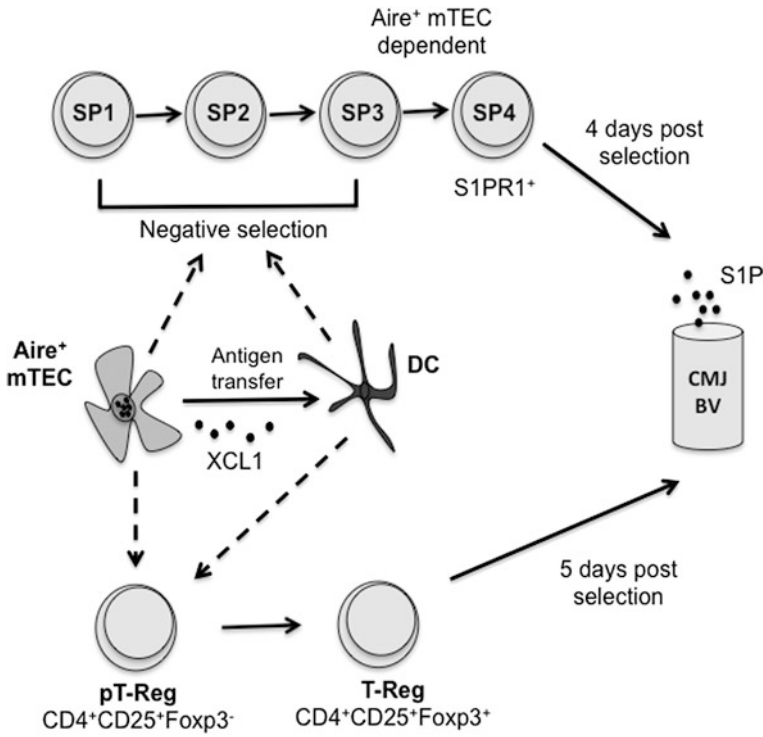 Aire⁺ mTEC
dependent
SP1
SP2
SP3
SP4
4 days post
selection
S1PR1⁺
Negative selection
S1P
Aire⁺
mTEC
Antigen
transfer
DC
CMJ
BV
XCL1
5 days post
selection
pT-Reg
CD4⁺CD25⁺Foxp3⁻
T-Reg
CD4⁺CD25⁺Foxp3⁺